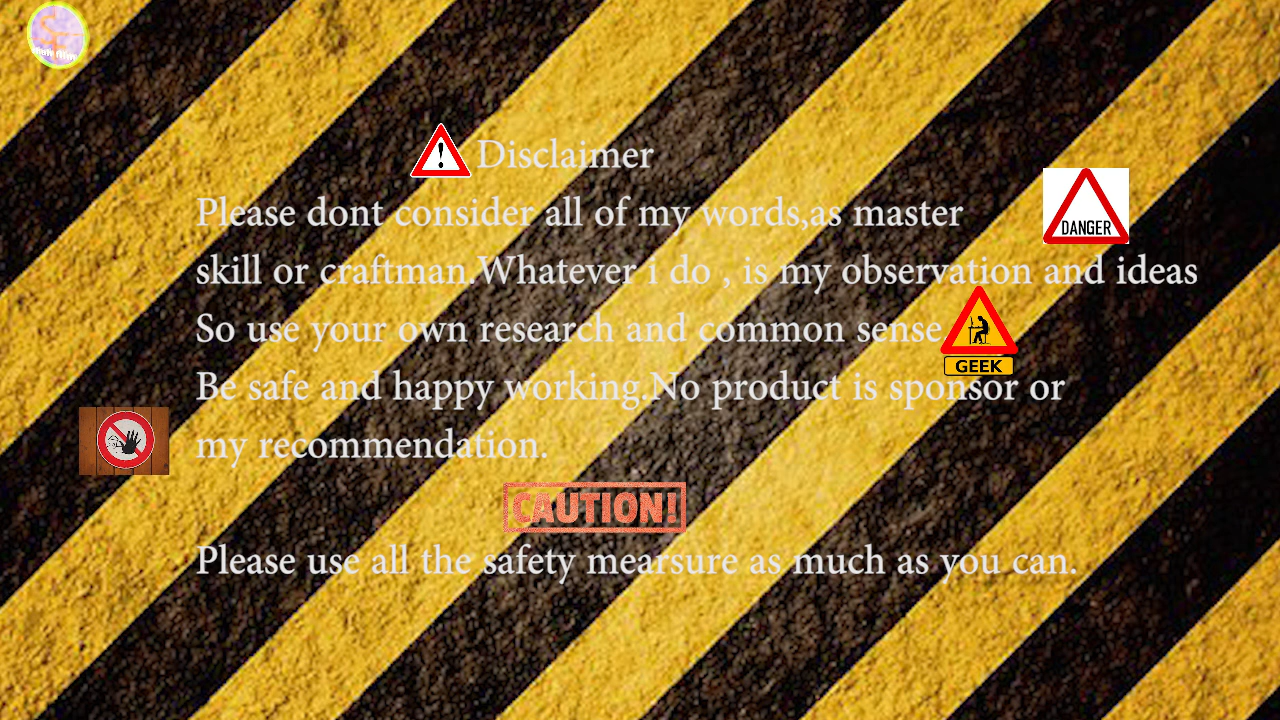 Disclaimer
Please dont consider all of my words,as master
DANGER
skill or craftman.Whatever i do , is my observation and ideas
So use your own research and common sense
GEEK
Be safe and happy working.No product is sponsor or
my recommendation.
CAUTION!
Please use all the safety mearsure as much as you can.